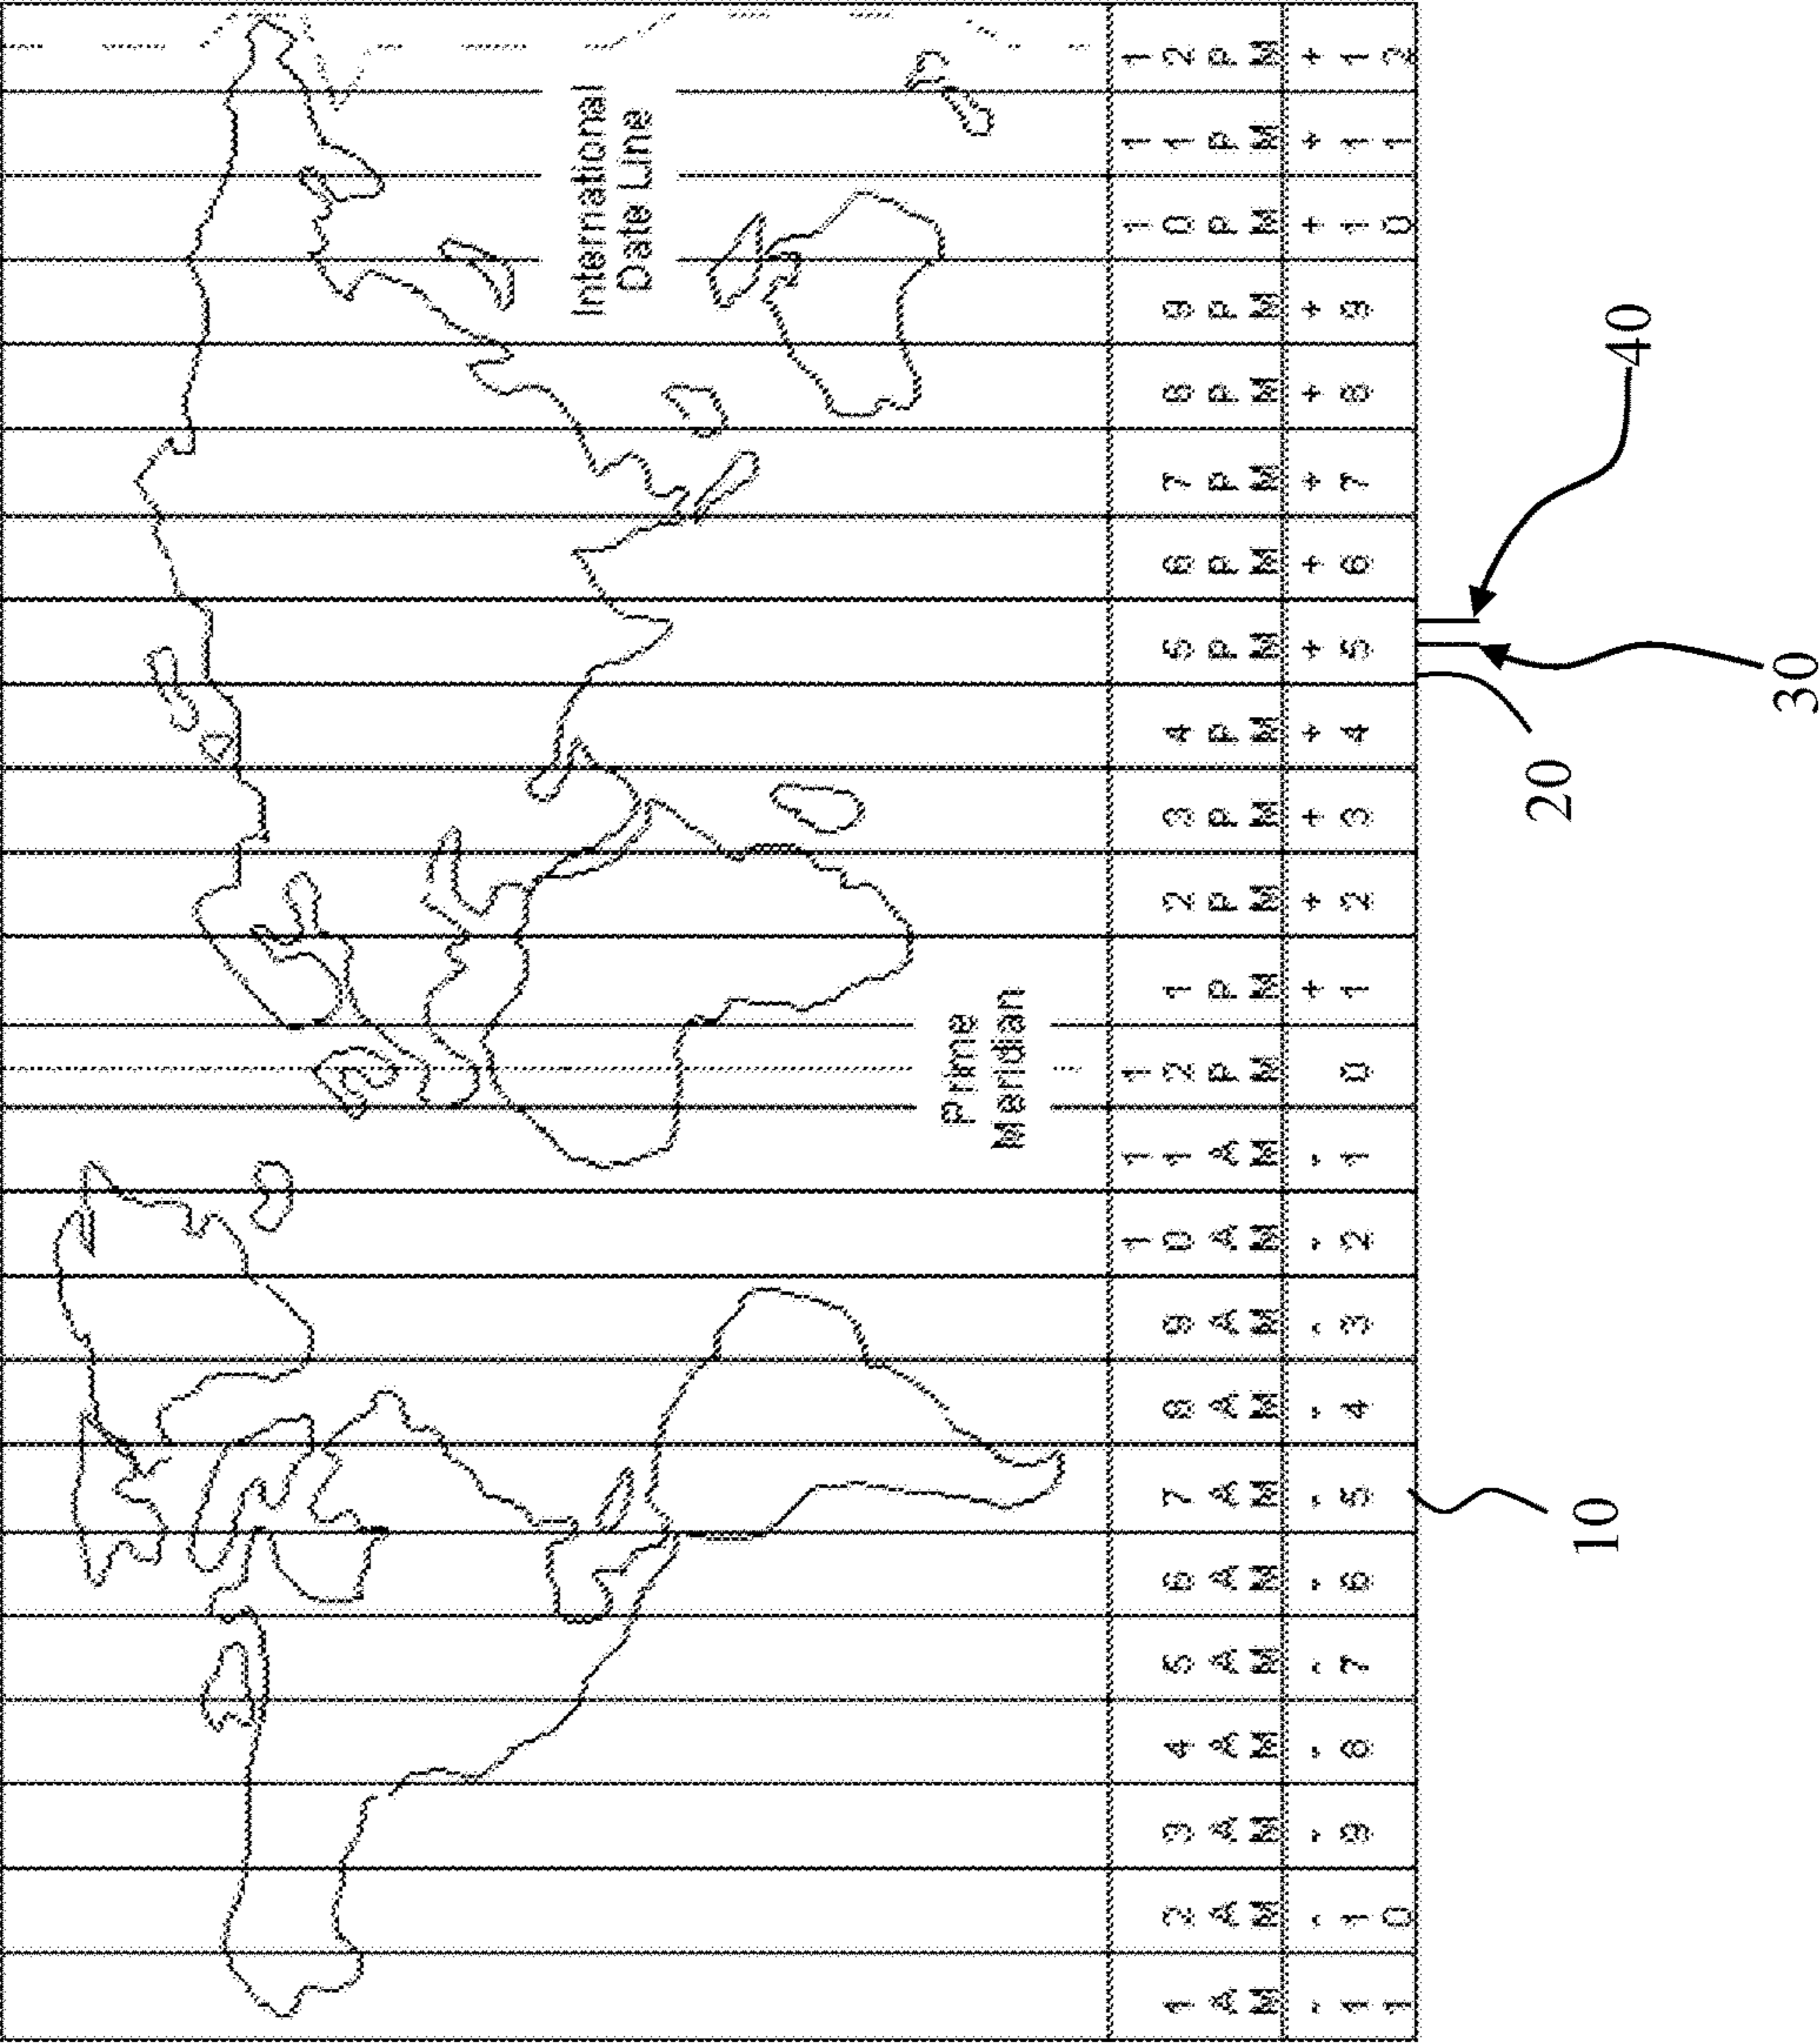 International
Date Line
Prime
Meridian
1AM 2AM 3AM 4AM 5AM 6AM 7AM 8AM 9AM 10AM 11AM 12PM 1PM 2PM 3PM 4PM 5PM 6PM 7PM 8PM 9PM 10PM 11PM 12PM
-11 -10 -9 -8 -7 -6 -5 -4 -3 -2 -1 0 +1 +2 +3 +4 +5 +6 +7 +8 +9 +10 +11 +12
10
20
30
40